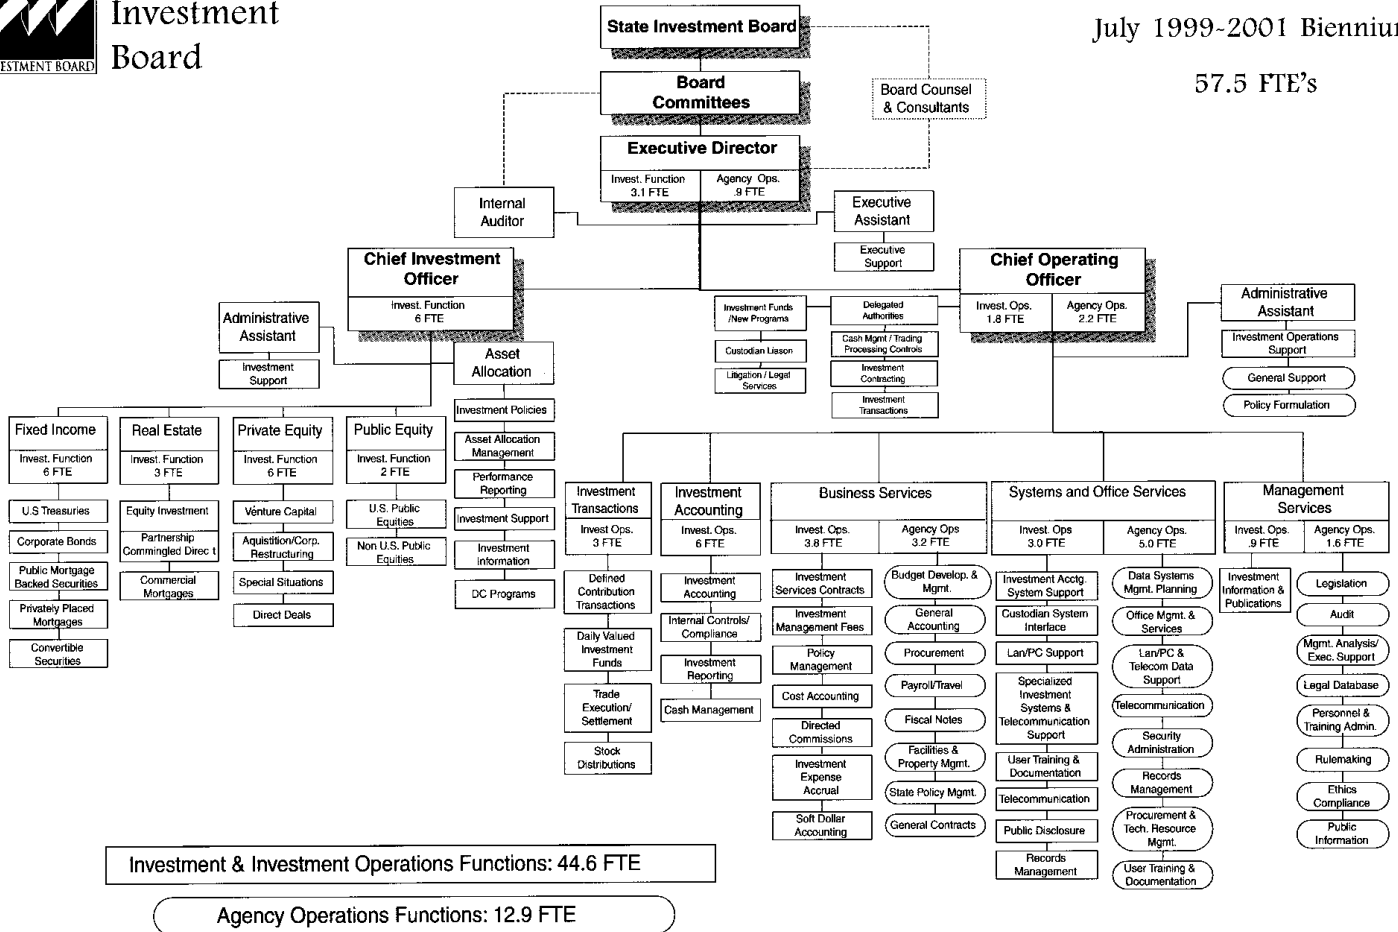 Investment
Board
ESTMENT BOARD
July 1999-2001 Bienniu
57.5 FTE's
State Investment Board
Board
Committees
Board Counsel
& Consultants
Executive Director
Invest. Function
3.1 FTE
Agency Ops.
.9 FTE
Internal
Auditor
Executive
Assistant
Executive
Support
Chief Investment
Officer
Invest. Function
6 FTE
Chief Operating
Officer
Invest. Ops.
1.8 FTE
Agency Ops.
2.2 FTE
Administrative
Assistant
Investment
Support
Asset
Allocation
Investment Policies
Asset Allocation
Management
Performance
Reporting
Investment Support
Investment
Information
DC Programs
Investment Funds
/New Programs
Custodian Liason
Litigation / Legal
Services
Delegated
Authorities
Cash Mgmt / Trading
Processing Controls
Investment
Contracting
Investment
Transactions
Administrative
Assistant
Investment Operations
Support
General Support
Policy Formulation
Fixed Income
Invest. Function
6 FTE
U.S Treasuries
Corporate Bonds
Public Mortgage
Backed Securities
Privately Placed
Mortgages
Convertible
Securities
Real Estate
Invest. Function
3 FTE
Equity Investment
Partnership
Commingled Direc t
Commercial
Mortgages
Private Equity
Invest. Function
6 FTE
Venture Capital
Aquistition/Corp.
Restructuring
Special Situations
Direct Deals
Public Equity
Invest. Function
2 FTE
U.S. Public
Equities
Non U.S. Public
Equities
Investment
Transactions
Invest Ops.
3 FTE
Defined
Contribution
Transactions
Daily Valued
Investment
Funds
Trade
Execution/
Settlement
Stock
Distributions
Investment
Accounting
Invest. Ops.
6 FTE
Investment
Accounting
Internal Controls/
Compliance
Investment
Reporting
Cash Management
Business Services
Invest. Ops.
3.8 FTE
Agency Ops
3.2 FTE
Investment
Services Contracts
Investment
Management Fees
Policy
Management
Cost Accounting
Directed
Commissions
Investment
Expense
Accrual
Soft Dollar
Accounting
Budget Develop. &
Mgmt.
General
Accounting
Procurement
Payroll/Travel
Fiscal Notes
Facilities &
Property Mgmt.
State Policy Mgmt.
General Contracts
Systems and Office Services
Invest. Ops
3.0 FTE
Agency Ops.
5.0 FTE
Investment Acctg.
System Support
Custodian System
Interface
Lan/PC Support
Specialized
Investment
Systems &
Telecommunication
Support
User Training &
Documentation
Telecommunication
Public Disclosure
Records
Management
Data Systems
Mgmt. Planning
Office Mgmt. &
Services
Lan/PC &
Telecom Data
Support
Telecommunication
Security
Administration
Records
Management
Procurement &
Tech. Resource
Mgmt.
User Training &
Documentation
Management
Services
Invest. Ops.
.9 FTE
Agency Ops.
1.6 FTE
Investment
Information &
Publications
Legislation
Audit
Mgmt. Analysis/
Exec. Support
Legal Database
Personnel &
Training Admin.
Rulemaking
Ethics
Compliance
Public
Information
Investment & Investment Operations Functions: 44.6 FTE
Agency Operations Functions: 12.9 FTE